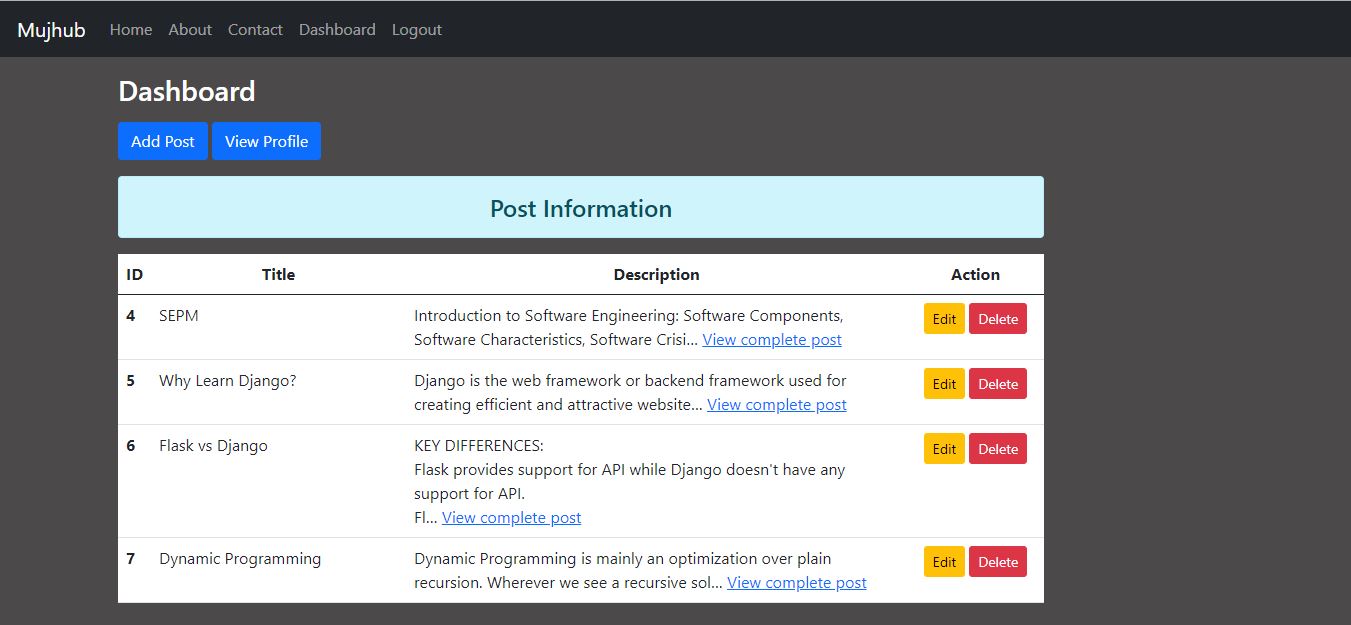 Mujhub Home About Contact Dashboard Logout
Dashboard
Add Post View Profile
Post Information
ID Title Description Action
4 SEPM Introduction to Software Engineering: Software Components, Edit Delete
Software Characteristics, Software Crisi... View complete post
5 Why Learn Django? Django is the web framework or backend framework used for Edit Delete
creating efficient and attractive website... View complete post
6 Flask vs Django KEY DIFFERENCES: Edit Delete
Flask provides support for API while Django doesn't have any
support for API.
Fl... View complete post
7 Dynamic Programming Dynamic Programming is mainly an optimization over plain Edit Delete
recursion. Wherever we see a recursive sol... View complete post